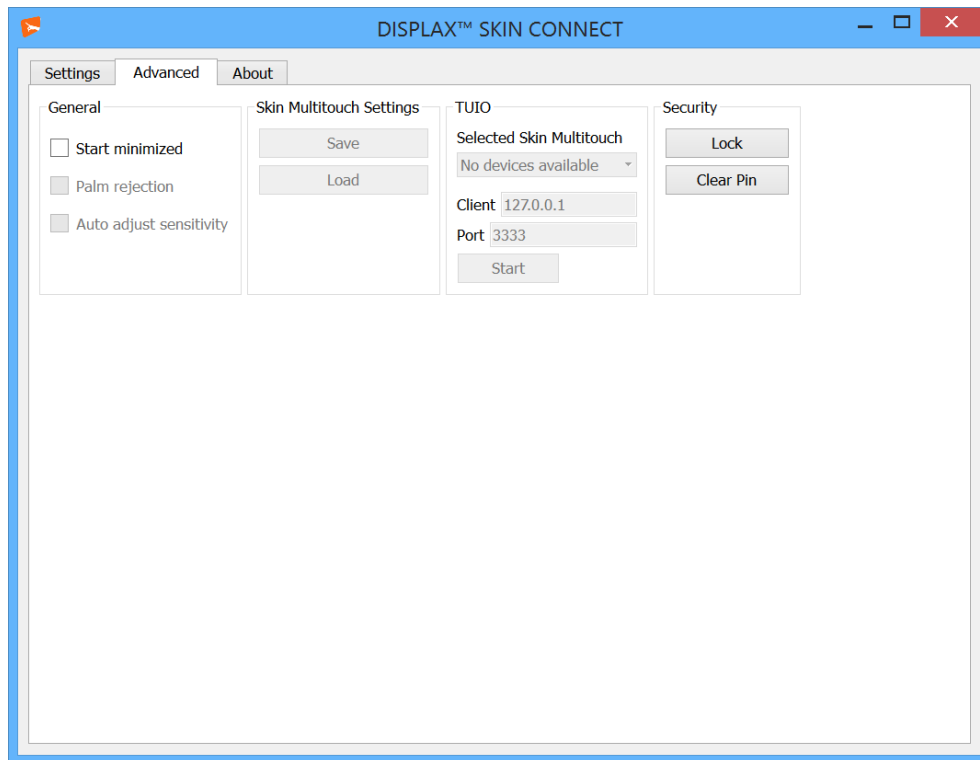 DISPLAX™ SKIN CONNECT
Settings
Advanced
About
General
Start minimized
Palm rejection
Auto adjust sensitivity
Skin Multitouch Settings
Save
Load
TUIO
Selected Skin Multitouch
No devices available
Client 127.0.0.1
Port 3333
Start
Security
Lock
Clear Pin